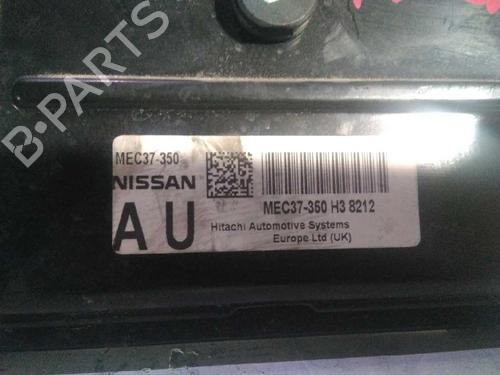 B-PARTS
MEC37-350
NISSAN
AU
MEC37-350 H3 8212
Hitachi Automotive Systems
Europe Ltd (UK)